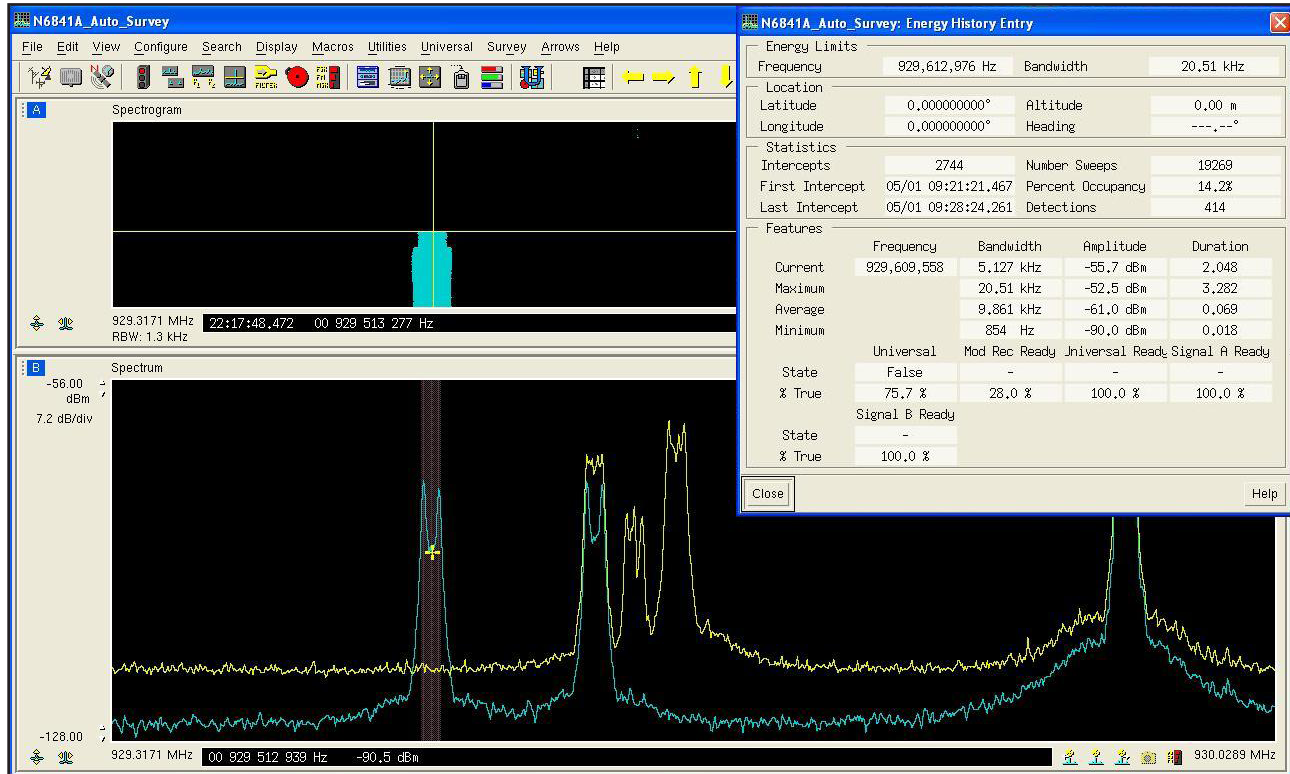 N6841A_Auto_Survey
File Edit View Configure Search Display Macros Utilities Universal Survey Arrows Help
A
Spectrogram
929.3171 MHz
RBW: 1.3 kHz
22:17:48.472 00 929 513 277 Hz
B
Spectrum
-56.00
dBm
7.2 dB/div
-128.00
929.3171 MHz 00 929 512 939 Hz -90.5 dBm 930.0289 MHz
N6841A_Auto_Survey: Energy History Entry
Energy Limits
Frequency 929,612,976 Hz Bandwidth 20.51 kHz
Location
Latitude 0.000000000° Altitude 0.00 m
Longitude 0.000000000° Heading ---.--°
Statistics
Intercepts 2744 Number Sweeps 19269
First Intercept 05/01 09:21:21.467 Percent Occupancy 14.2%
Last Intercept 05/01 09:28:24.261 Detections 414
Features
Frequency Bandwidth Amplitude Duration
Current 929,609,558 5.127 kHz -55.7 dBm 2.048
Maximum 20.51 kHz -52.5 dBm 3.282
Average 9.861 kHz -61.0 dBm 0.069
Minimum 854 Hz -90.0 dBm 0.018
Universal Mod Rec Ready Universal Ready Signal A Ready
State False - - -
% True 75.7 % 28.0 % 100.0 % 100.0 %
Signal B Ready
State -
% True 100.0 %
Close Help